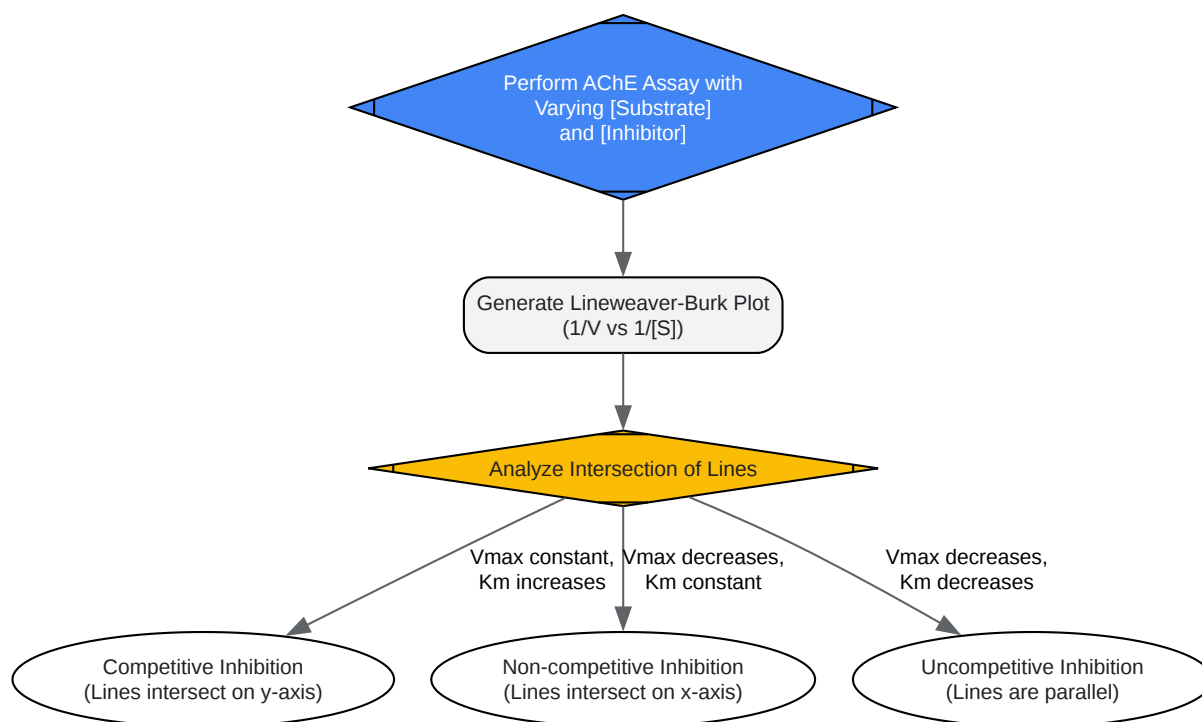 Perform AChE Assay with
Varying [Substrate]
and [Inhibitor]
Generate Lineweaver-Burk Plot
(1/V vs 1/[S])
Analyze Intersection of Lines
Vmax constant,
Km increases
Vmax decreases,
Km constant
Vmax decreases,
Km decreases
Competitive Inhibition
(Lines intersect on y-axis)
Non-competitive Inhibition
(Lines intersect on x-axis)
Uncompetitive Inhibition
(Lines are parallel)